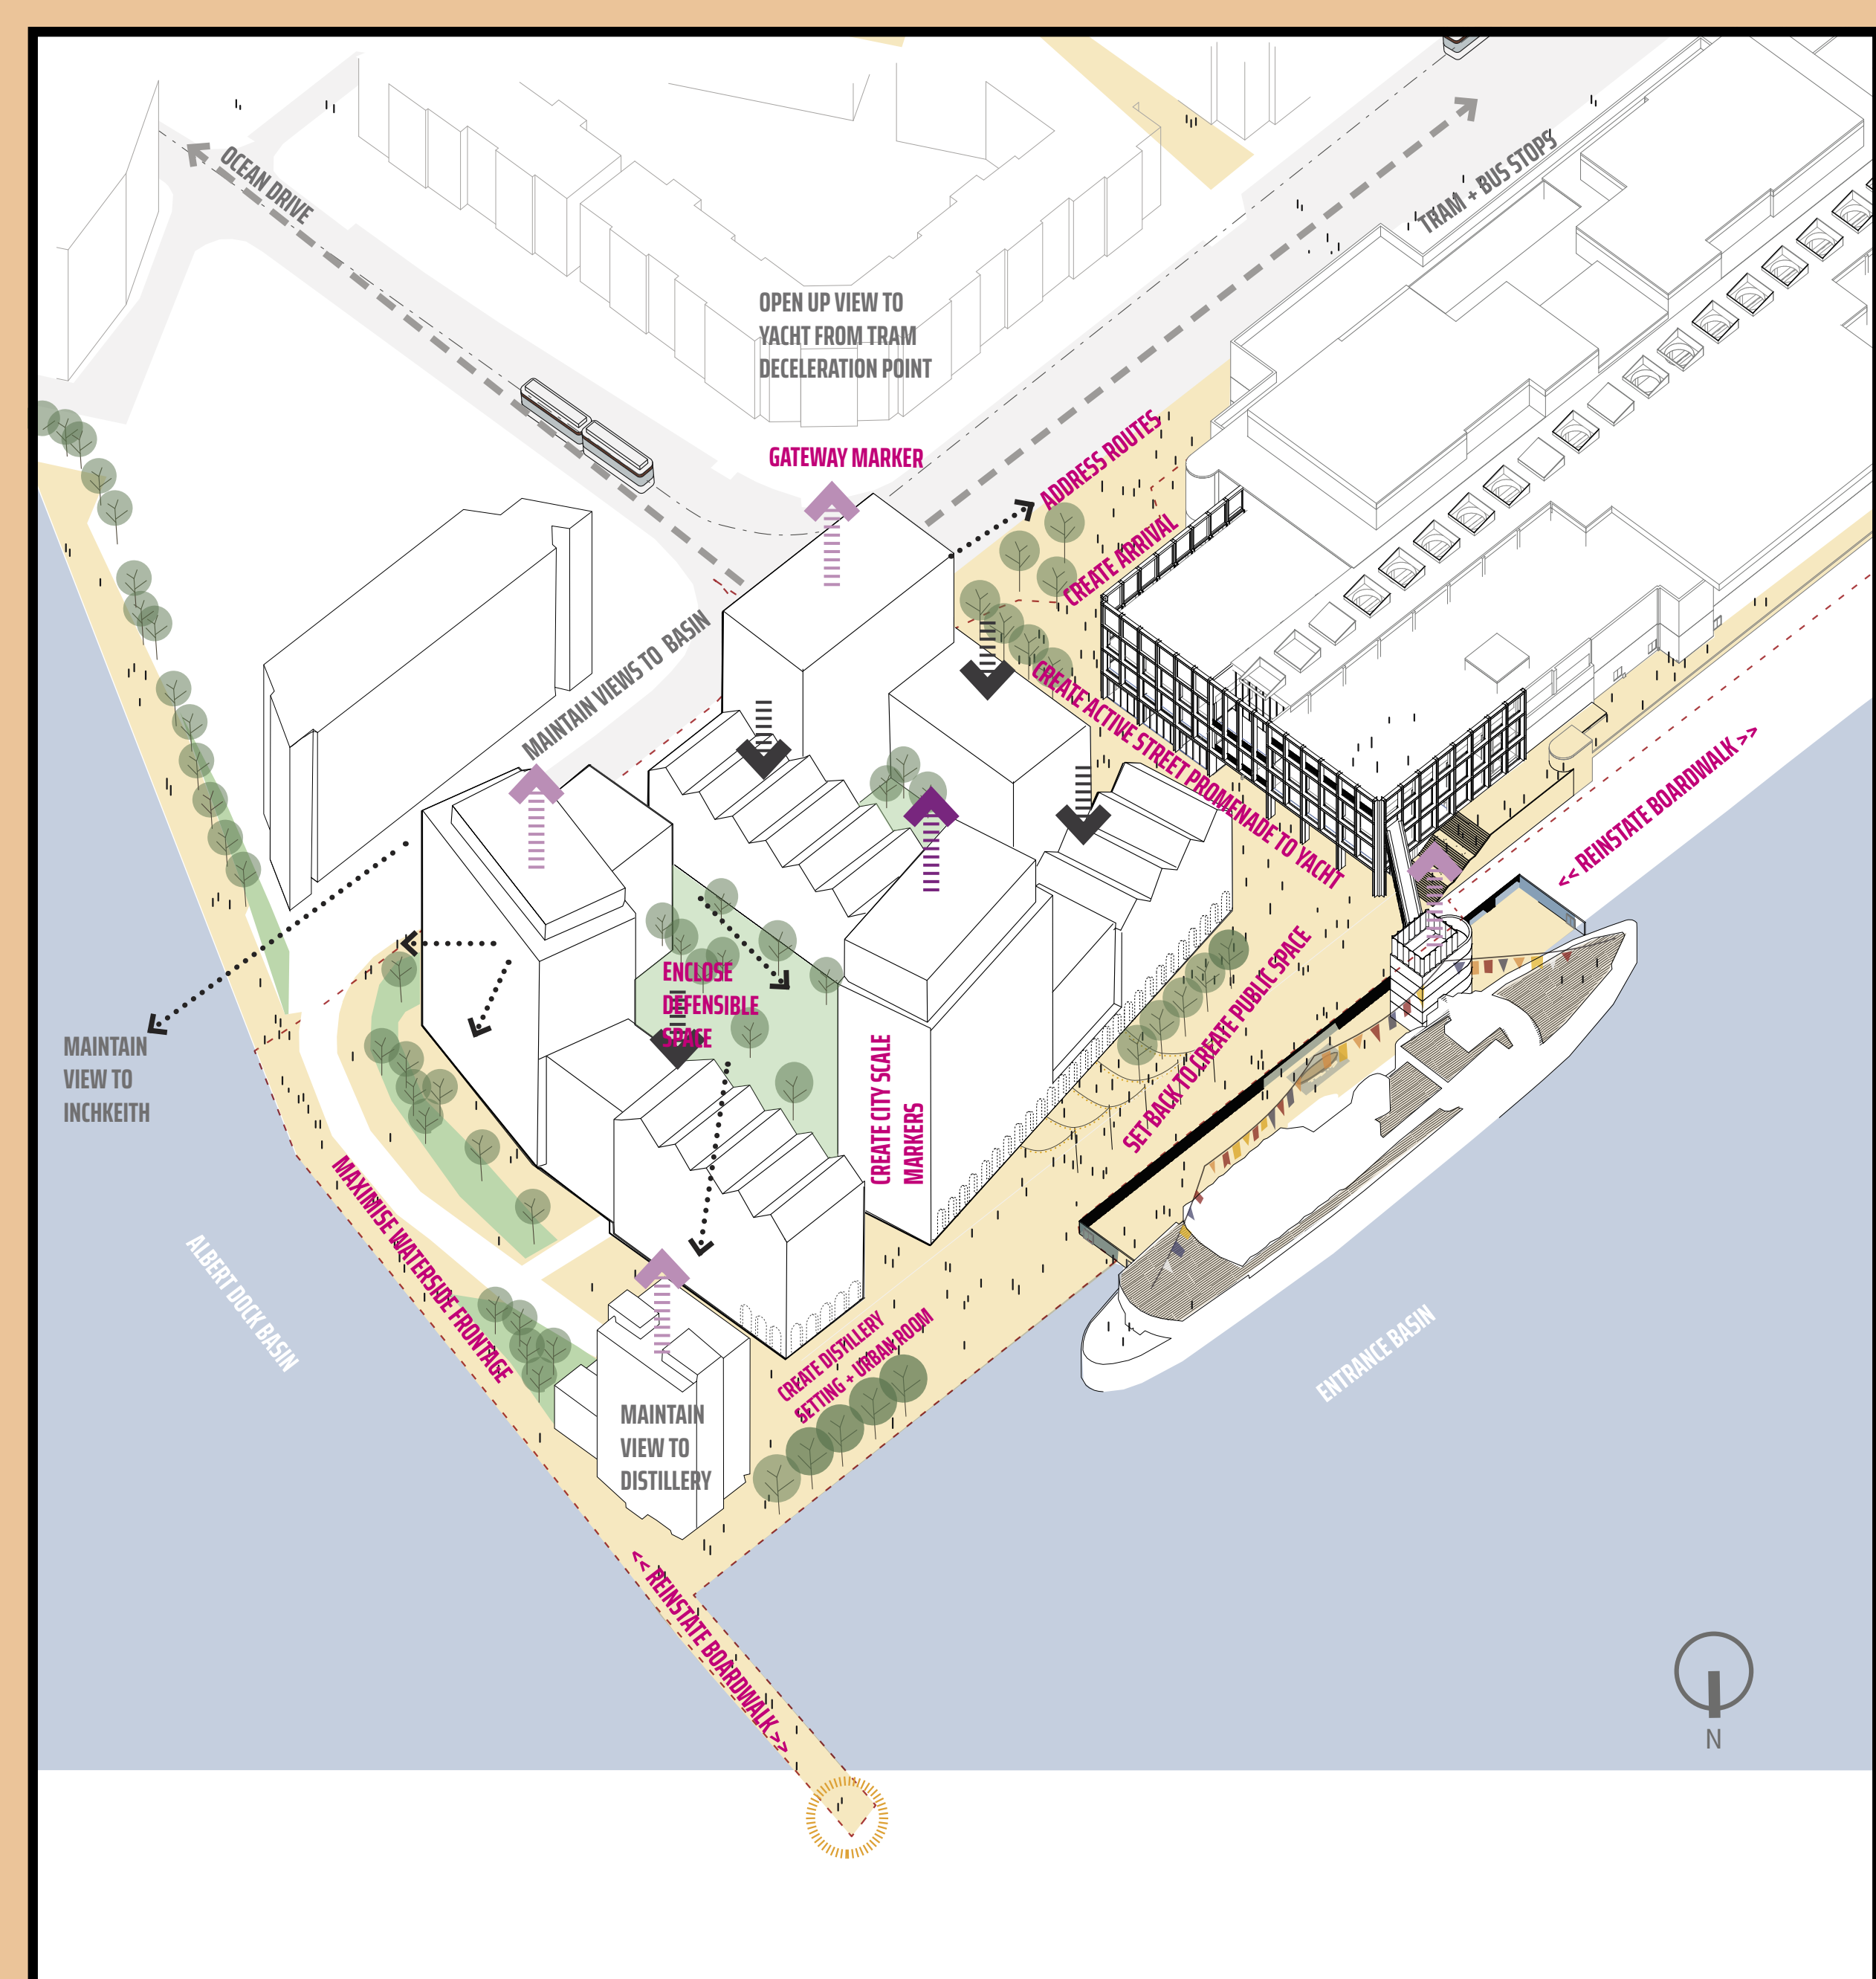 OCEAN DRIVE
TRAM + BUS STOPS
OPEN UP VIEW TO
YACHT FROM TRAM
DECELERATION POINT
GATEWAY MARKER
ADDRESS ROUTES
CREATE ARRIVAL
MAINTAIN VIEWS TO BASIN
CREATE ACTIVE STREET PROMENADE TO YACHT
<< REINSTATE BOARDWALK >>
ENCLOSE
DEFENSIBLE
SPACE
SET BACK TO CREATE PUBLIC SPACE
MAINTAIN
VIEW TO
INCHKEITH
CREATE CITY SCALE
MARKERS
MAXIMISE WATERSIDE FRONTAGE
ALBERT DOCK BASIN
CREATE DISTILLERY
SETTING + URBAN ROOM
ENTRANCE BASIN
MAINTAIN
VIEW TO
DISTILLERY
<< REINSTATE BOARDWALK >>
N